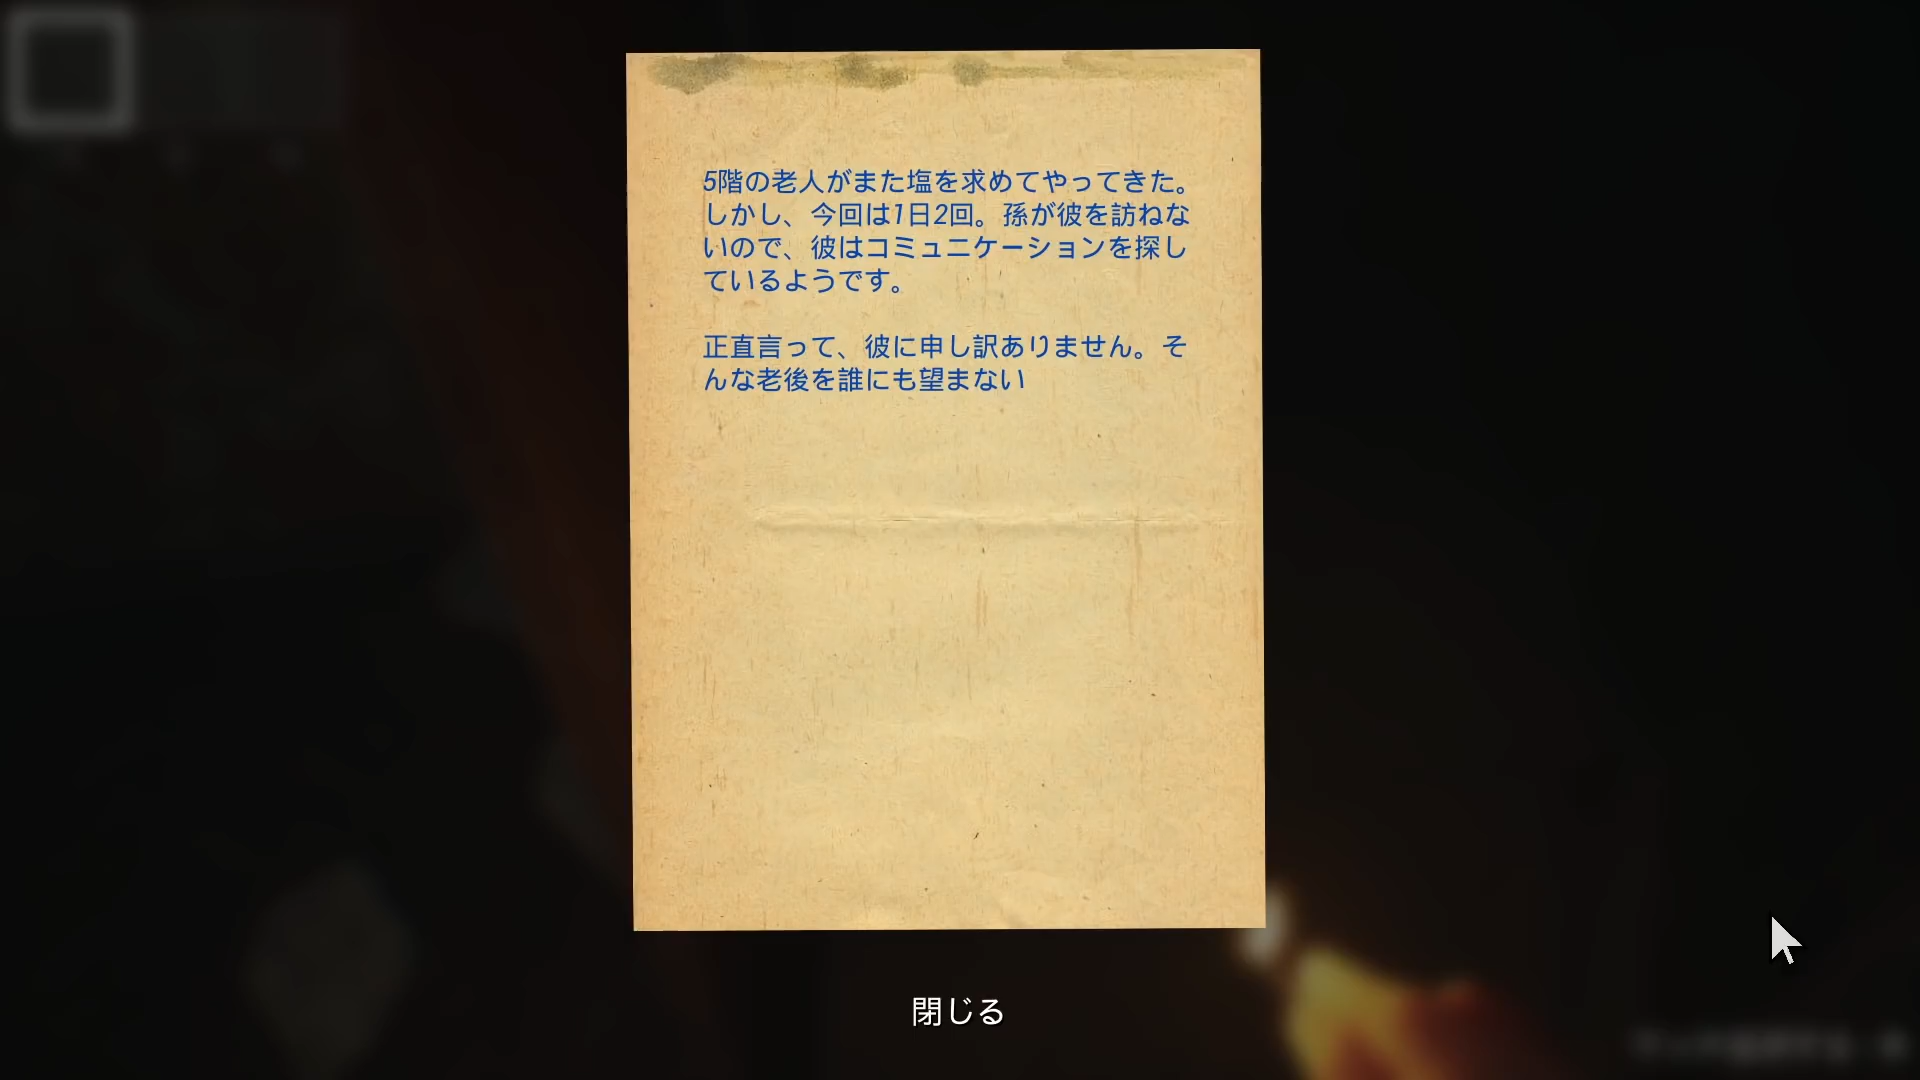 5階の老人がまた塩を求めてやってきた。
しかし、今回は1日2回。孫が彼を訪ねな
いので、彼はコミュニケーションを探し
ているようです。
正直言って、彼に申し訳ありません。そ
んな老後を誰にも望まない
閉じる